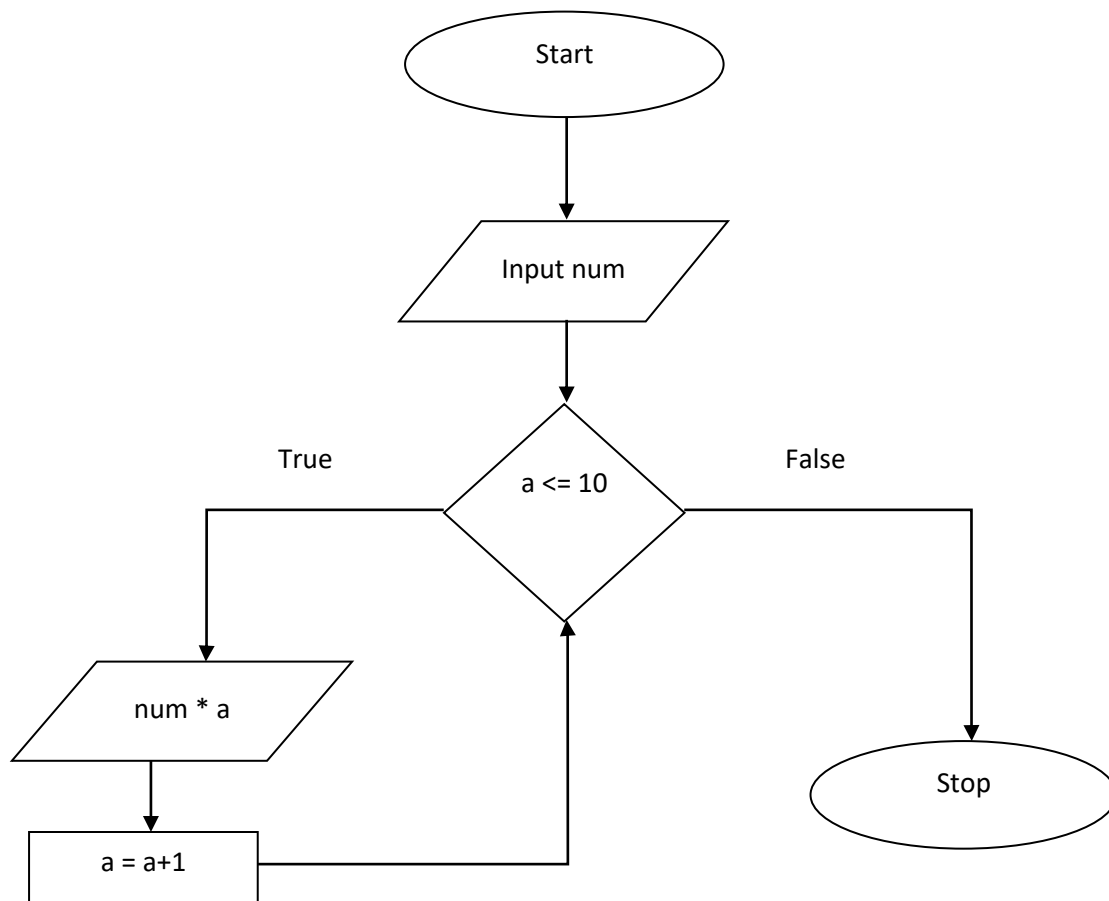 Start
Input num
True
a <= 10
False
num * a
Stop
a = a+1